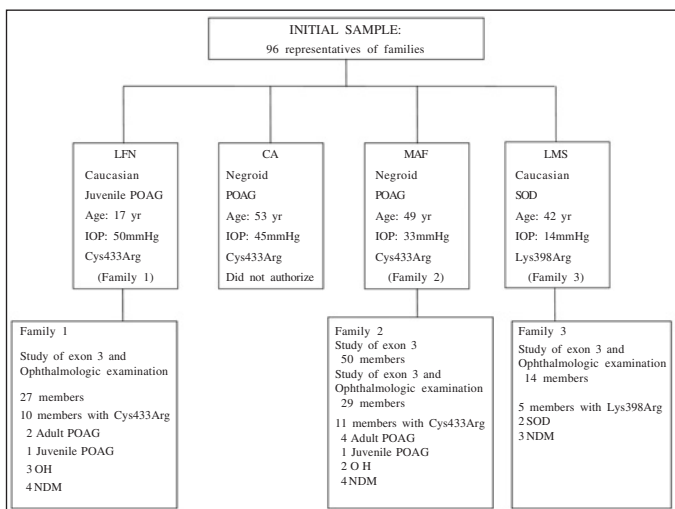 INITIAL SAMPLE:
96 representatives of families
LFN
Caucasian
Juvenile POAG
Age: 17 yr
IOP: 50mmHg
Cys433Arg
(Family 1)
CA
Negroid
POAG
Age: 53 yr
IOP: 45mmHg
Cys433Arg
Did not authorize
MAF
Negroid
POAG
Age: 49 yr
IOP: 33mmHg
Cys433Arg
(Family 2)
LMS
Caucasian
SOD
Age: 42 yr
IOP: 14mmHg
Lys398Arg
(Family 3)
Family 1
Study of exon 3 and
Ophthalmologic examination
27 members
10 members with Cys433Arg
2 Adult POAG
1 Juvenile POAG
3 OH
4 NDM
Family 2
Study of exon 3
50 members
Study of exon 3 and
Ophthalmologic examination
29 members
11 members with Cys433Arg
4 Adult POAG
1 Juvenile POAG
2 O H
4 NDM
Family 3
Study of exon 3 and
Ophthalmologic examination
14 members
5 members with Lys398Arg
2 SOD
3 NDM